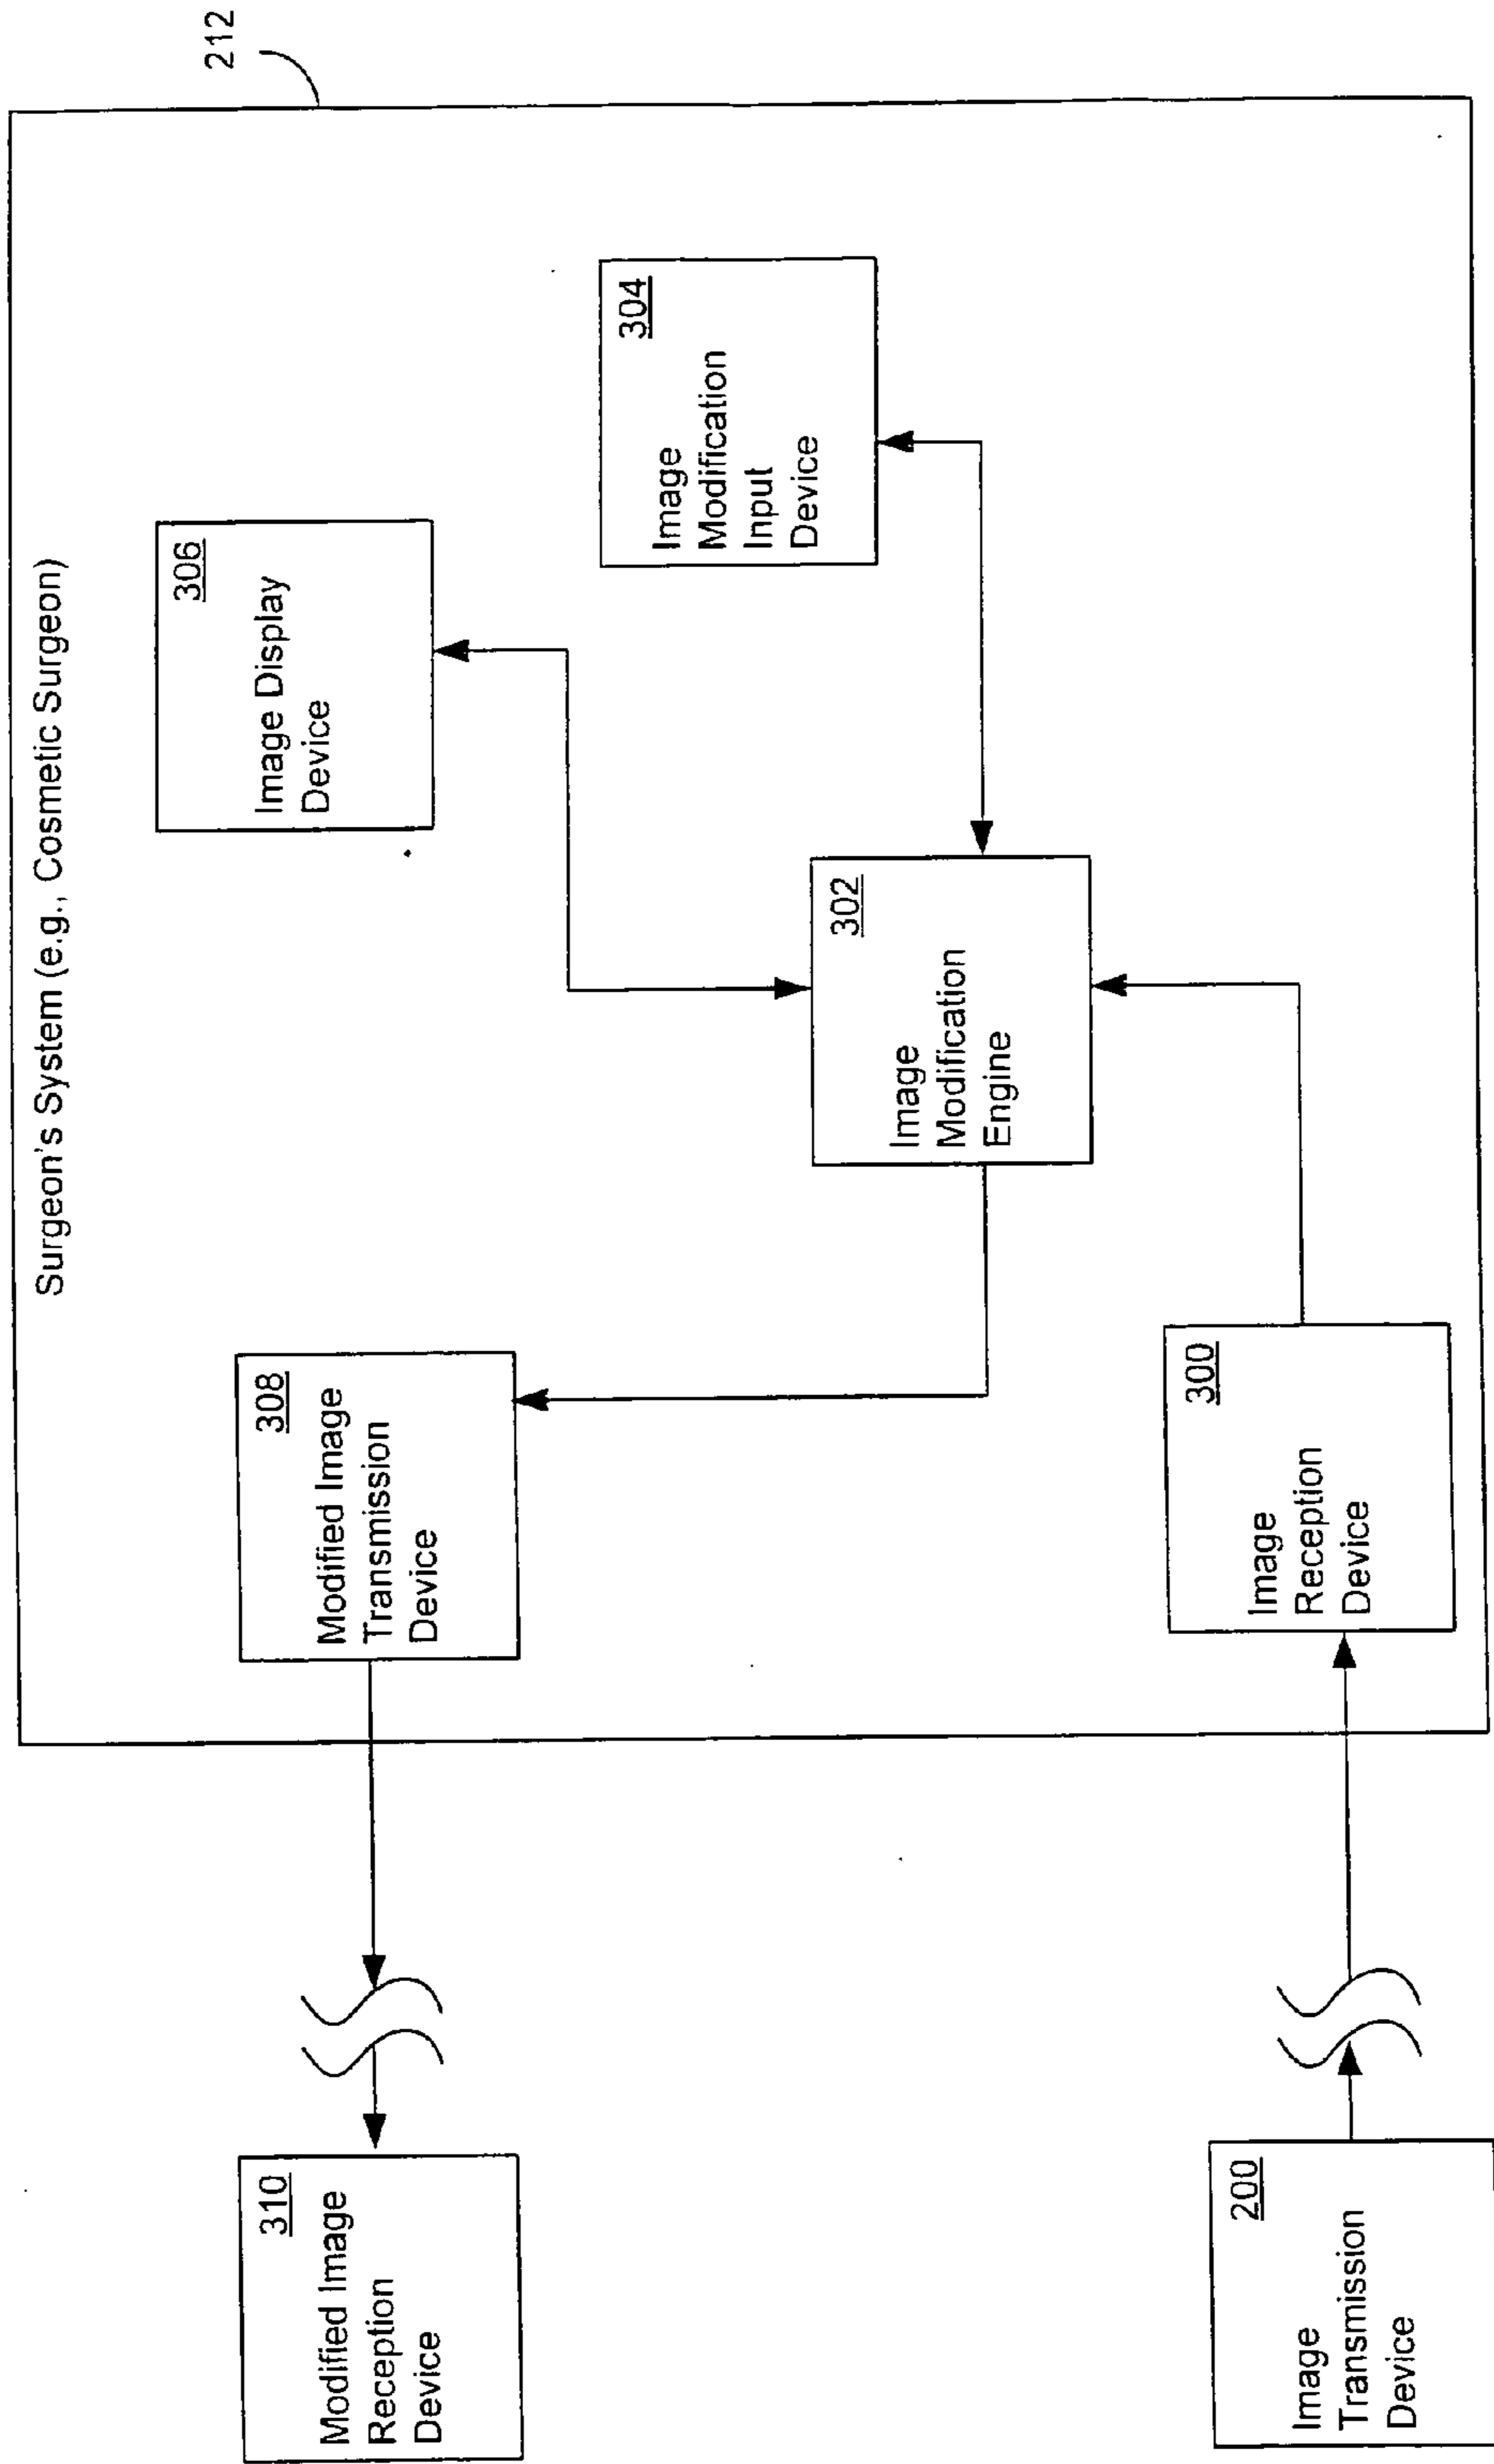 Surgeon's System (e.g., Cosmetic Surgeon)
212
310
Modified Image
Reception
Device
308
Modified Image
Transmission
Device
306
Image Display
Device
304
Image
Modification
Input
Device
302
Image
Modification
Engine
300
Image
Reception
Device
200
Image
Transmission
Device